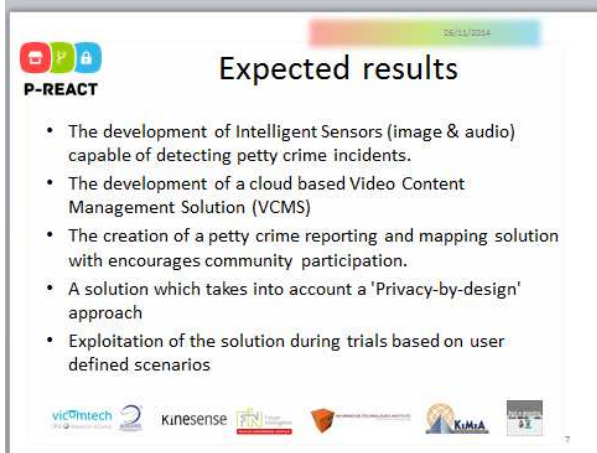 26/11/2014
P-REACT
Expected results
• The development of Intelligent Sensors (image & audio)
capable of detecting petty crime incidents.
• The development of a cloud based Video Content
Management Solution (VCMS)
• The creation of a petty crime reporting and mapping solution
with encourages community participation.
• A solution which takes into account a 'Privacy-by-design'
approach
• Exploitation of the solution during trials based on user
defined scenarios
vicomtech
Kinesense
KiMiA
7